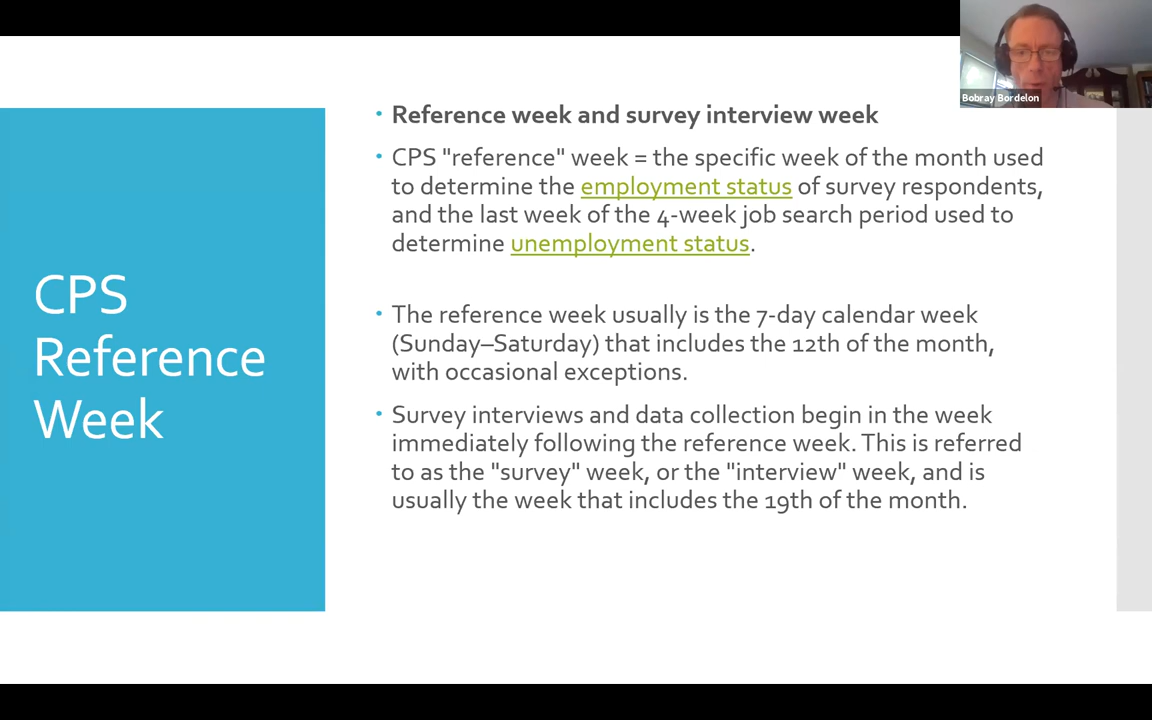 Bobray Bordelon
CPS
Reference
Week
• Reference week and survey interview week
• CPS "reference" week = the specific week of the month used
to determine the employment status of survey respondents,
and the last week of the 4-week job search period used to
determine unemployment status.
• The reference week usually is the 7-day calendar week
(Sunday–Saturday) that includes the 12th of the month,
with occasional exceptions.
• Survey interviews and data collection begin in the week
immediately following the reference week. This is referred
to as the "survey" week, or the "interview" week, and is
usually the week that includes the 19th of the month.